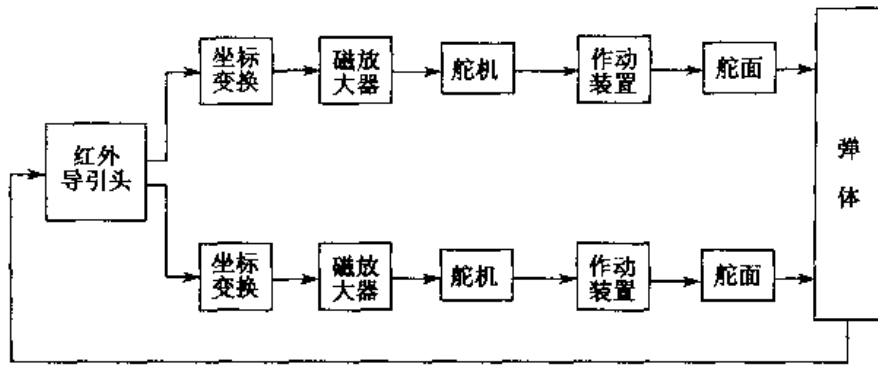 坐标
变换
磁放
大器
舵机
作动
装置
舵面
红外
导引头
弹
体
坐标
变换
磁放
大器
舵机
作动
装置
舵面